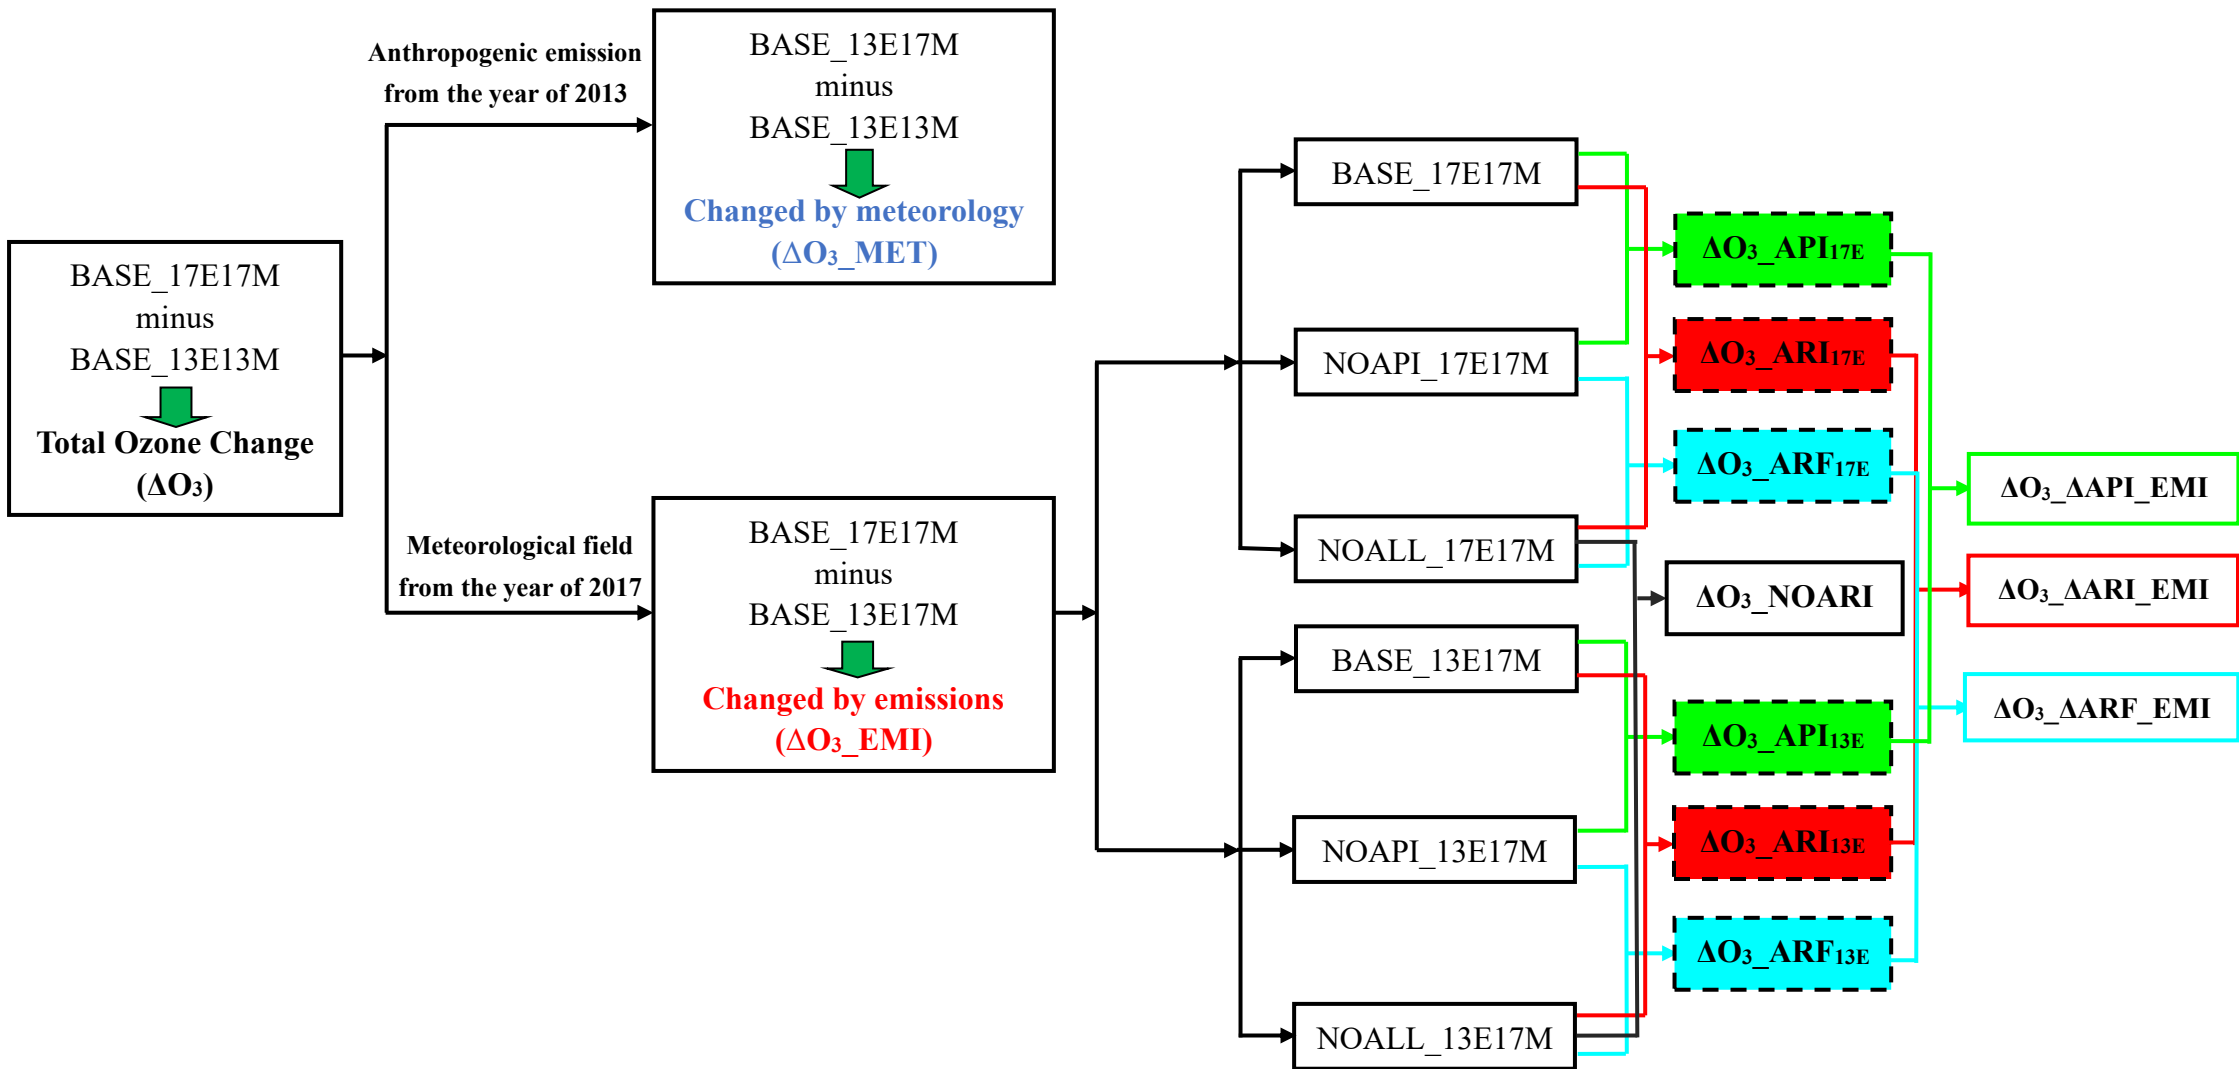 BASE_17E17M
minus
BASE_13E13M
Total Ozone Change
(ΔO₃)
Anthropogenic emission
from the year of 2013
BASE_13E17M
minus
BASE_13E13M
Changed by meteorology
(ΔO₃_MET)
Meteorological field
from the year of 2017
BASE_17E17M
minus
BASE_13E17M
Changed by emissions
(ΔO₃_EMI)
BASE_17E17M
NOAPI_17E17M
NOALL_17E17M
BASE_13E17M
NOAPI_13E17M
NOALL_13E17M
ΔO₃_API17E
ΔO₃_ARI17E
ΔO₃_ARF17E
ΔO₃_NOARI
ΔO₃_API13E
ΔO₃_ARI13E
ΔO₃_ARF13E
ΔO₃_ΔAPI_EMI
ΔO₃_ΔARI_EMI
ΔO₃_ΔARF_EMI